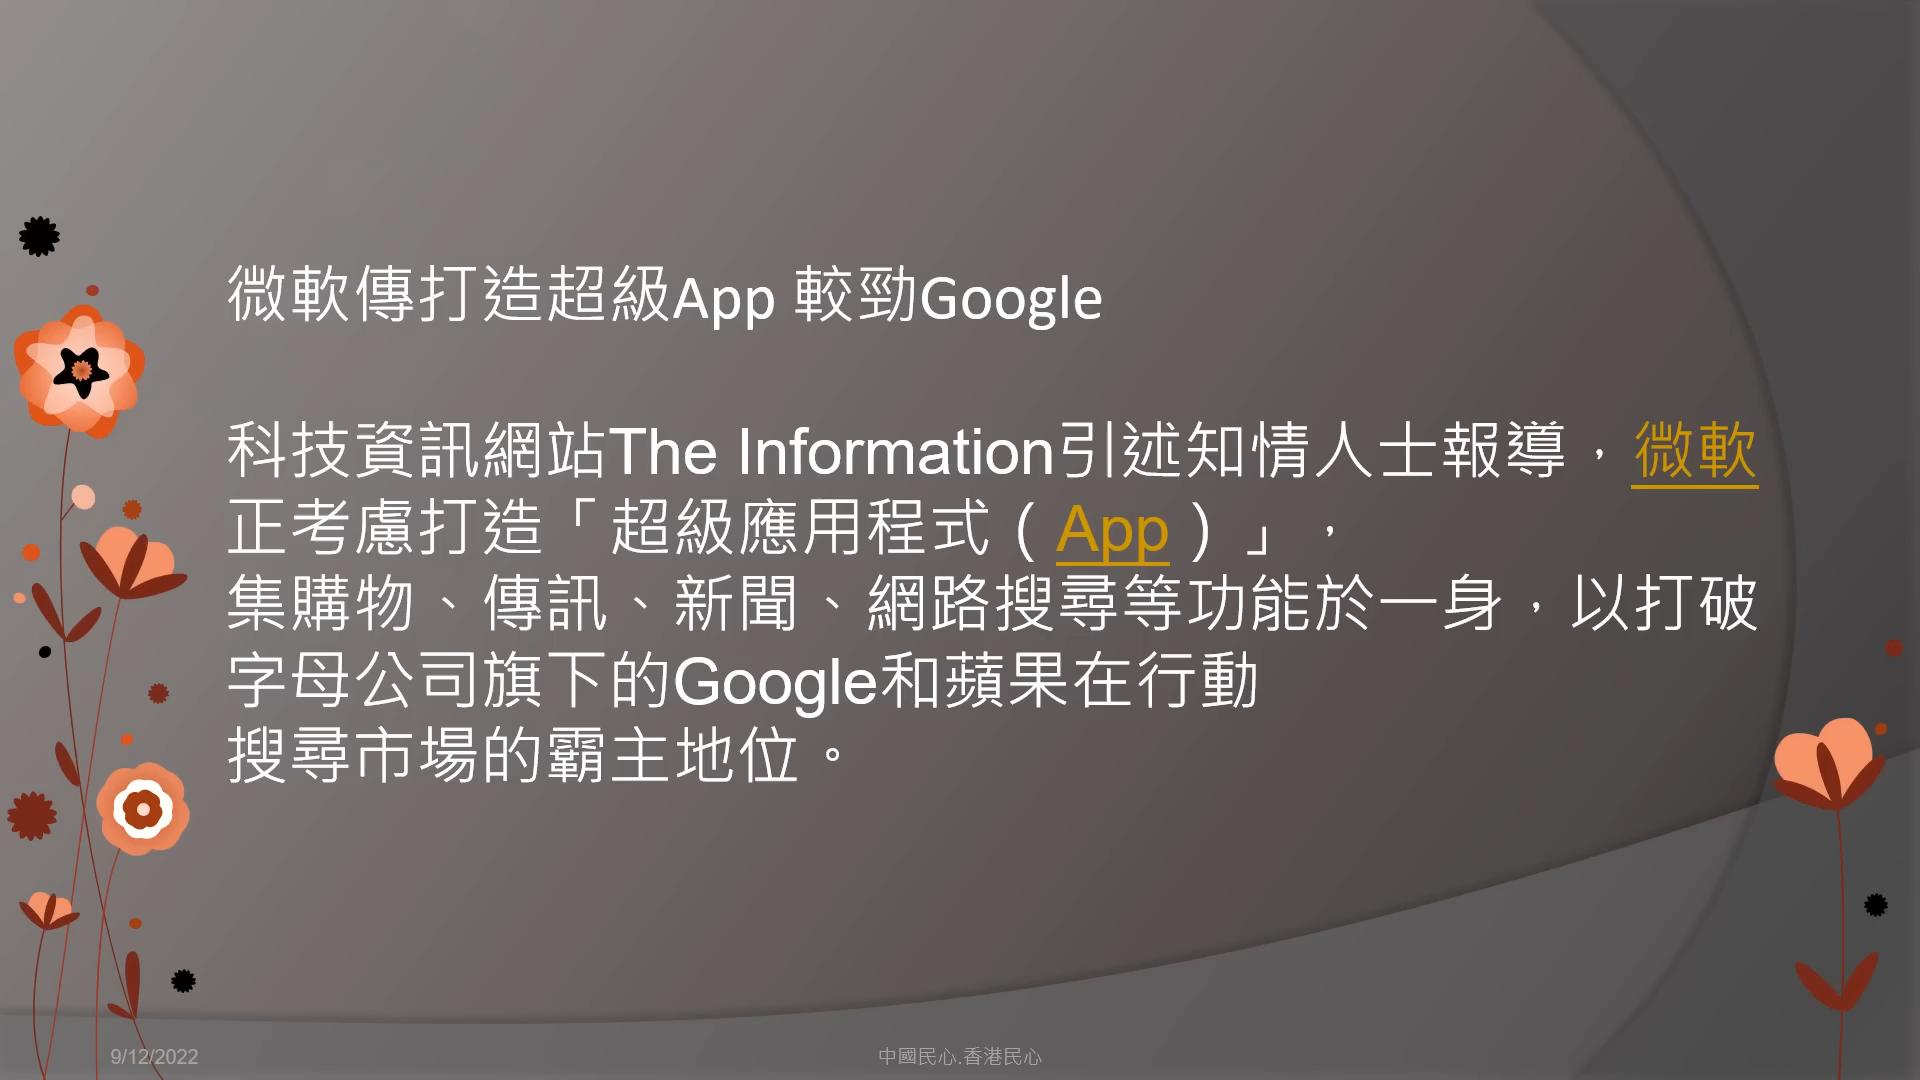 微軟傳打造超級App 較勁Google
科技資訊網站The Information引述知情人士報導，微軟
正考慮打造「超級應用程式（App）」，
集購物、傳訊、新聞、網路搜尋等功能於一身，以打破
字母公司旗下的Google和蘋果在行動
搜尋市場的霸主地位。
9/12/2022
中國民心.香港民心